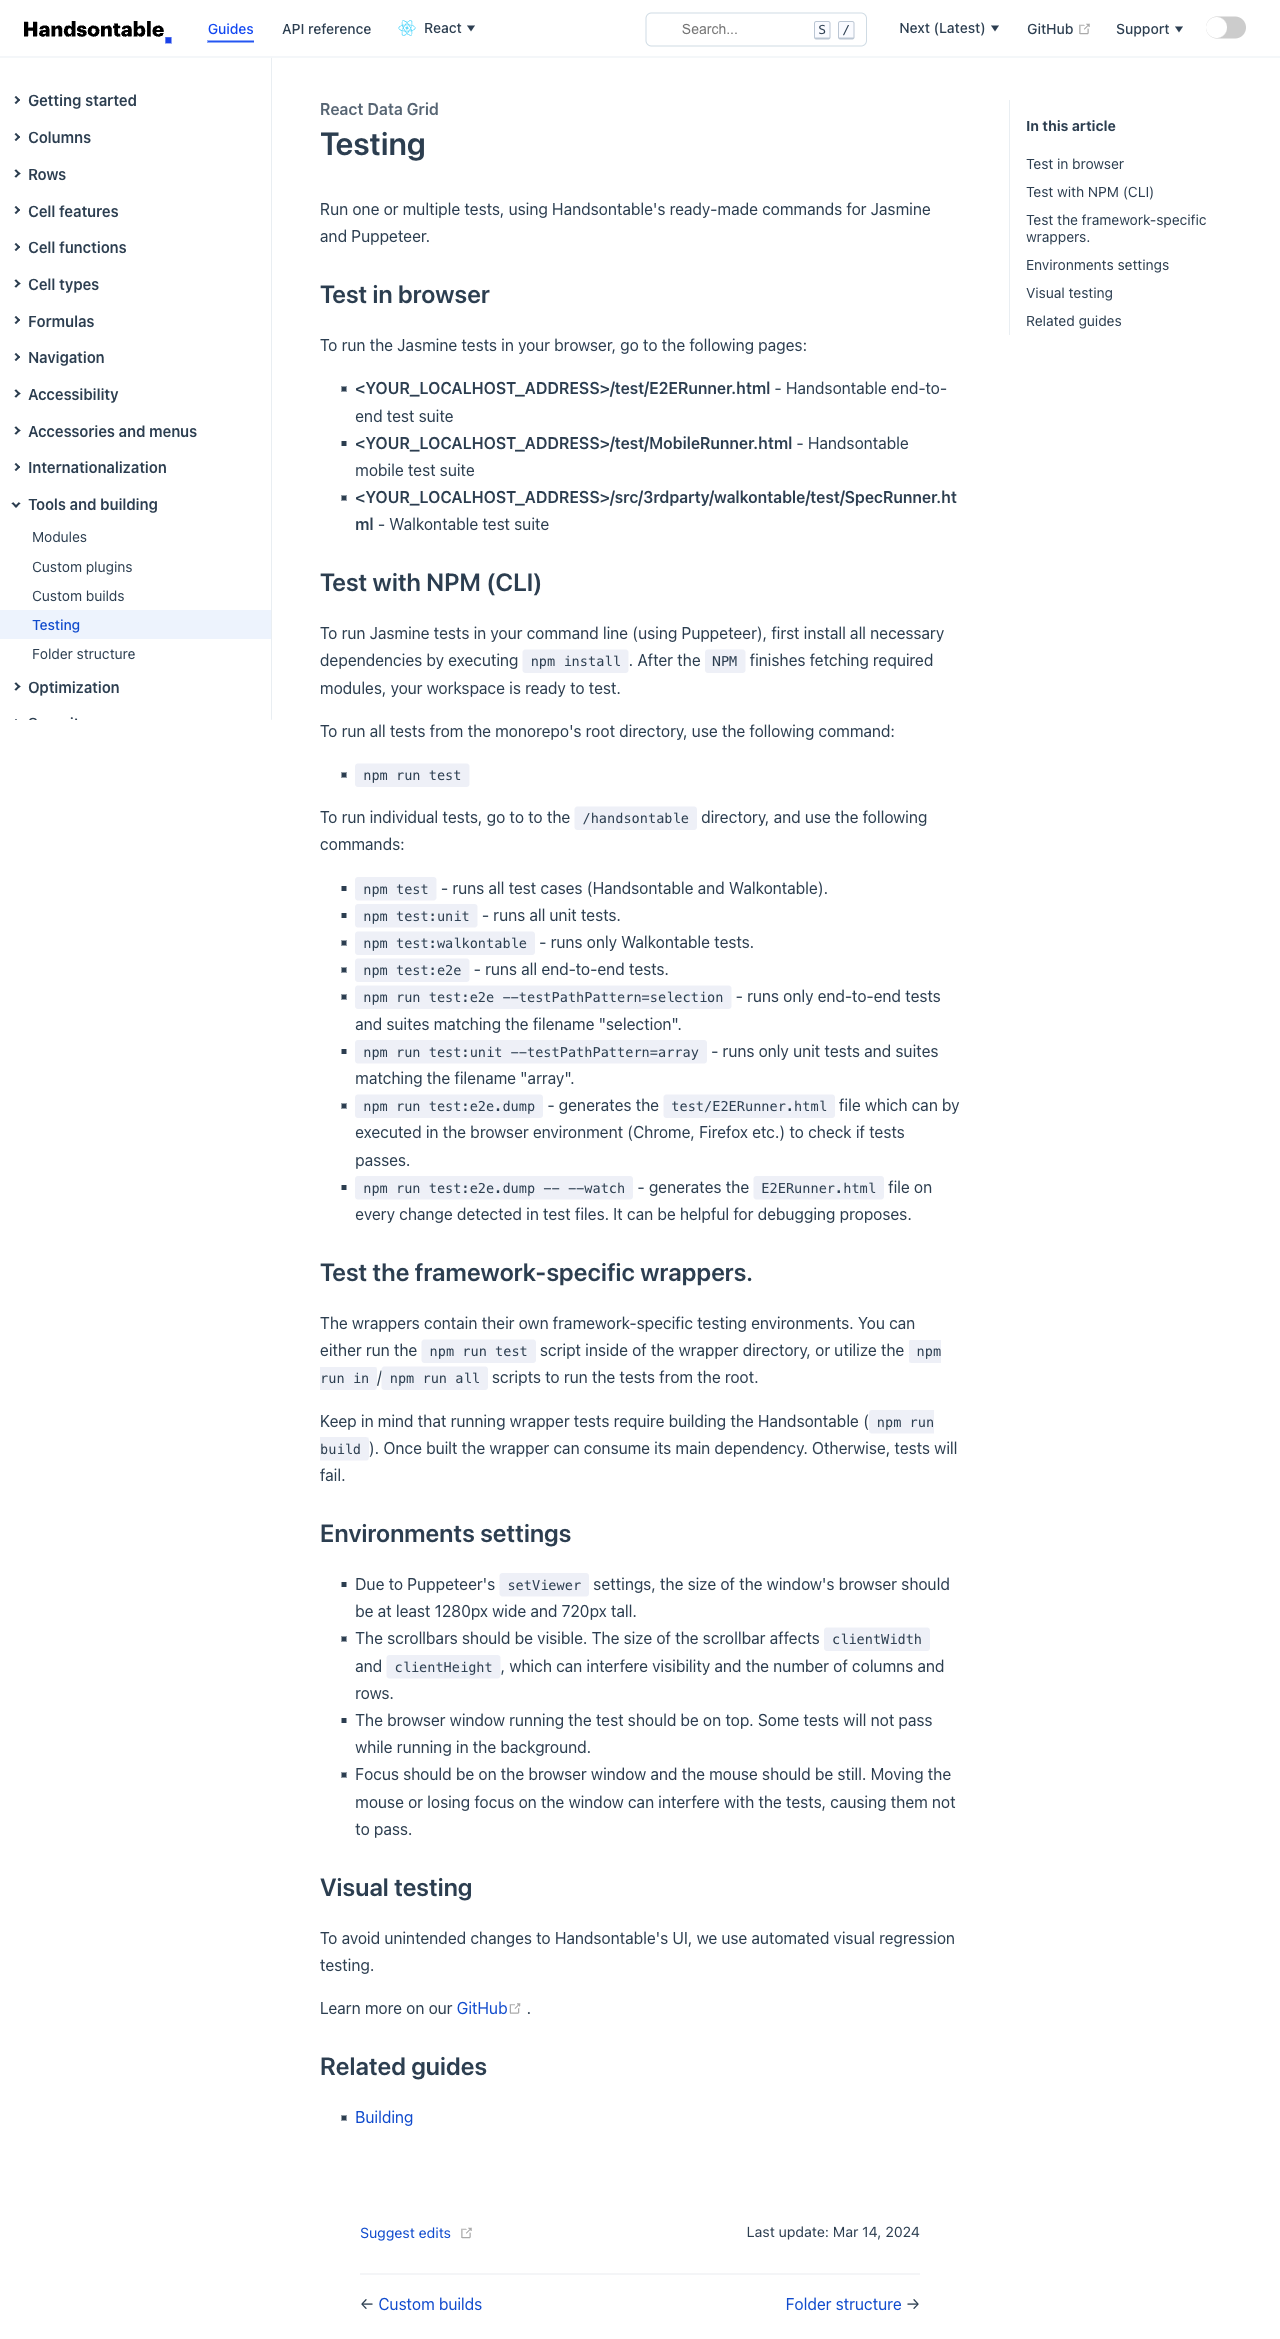 Handsontable
Guides
API reference
React
Search...
S
/
Next (Latest)
GitHub
Support
Getting started
Columns
Rows
Cell features
Cell functions
Cell types
Formulas
Navigation
Accessibility
Accessories and menus
Internationalization
Tools and building
Modules
Custom plugins
Custom builds
Testing
Folder structure
Optimization
React Data Grid
Testing
Run one or multiple tests, using Handsontable's ready-made commands for Jasmine
and Puppeteer.
Test in browser
To run the Jasmine tests in your browser, go to the following pages:
<YOUR_LOCALHOST_ADDRESS>/test/E2ERunner.html - Handsontable end-to-
end test suite
<YOUR_LOCALHOST_ADDRESS>/test/MobileRunner.html - Handsontable
mobile test suite
<YOUR_LOCALHOST_ADDRESS>/src/3rdparty/walkontable/test/SpecRunner.ht
ml - Walkontable test suite
Test with NPM (CLI)
To run Jasmine tests in your command line (using Puppeteer), first install all necessary
dependencies by executing npm install . After the NPM finishes fetching required
modules, your workspace is ready to test.
To run all tests from the monorepo's root directory, use the following command:
npm run test
To run individual tests, go to to the /handsontable directory, and use the following
commands:
npm test - runs all test cases (Handsontable and Walkontable).
npm test:unit - runs all unit tests.
npm test:walkontable - runs only Walkontable tests.
npm test:e2e - runs all end-to-end tests.
npm run test:e2e --testPathPattern=selection - runs only end-to-end tests
and suites matching the filename "selection".
npm run test:unit --testPathPattern=array - runs only unit tests and suites
matching the filename "array".
npm run test:e2e.dump - generates the test/E2ERunner.html file which can by
executed in the browser environment (Chrome, Firefox etc.) to check if tests
passes.
npm run test:e2e.dump -- --watch - generates the E2ERunner.html file on
every change detected in test files. It can be helpful for debugging proposes.
Test the framework-specific wrappers.
The wrappers contain their own framework-specific testing environments. You can
either run the npm run test script inside of the wrapper directory, or utilize the npm
run in / npm run all scripts to run the tests from the root.
Keep in mind that running wrapper tests require building the Handsontable ( npm run
build ). Once built the wrapper can consume its main dependency. Otherwise, tests will
fail.
Environments settings
Due to Puppeteer's setViewer settings, the size of the window's browser should
be at least 1280px wide and 720px tall.
The scrollbars should be visible. The size of the scrollbar affects clientWidth
and clientHeight , which can interfere visibility and the number of columns and
rows.
The browser window running the test should be on top. Some tests will not pass
while running in the background.
Focus should be on the browser window and the mouse should be still. Moving the
mouse or losing focus on the window can interfere with the tests, causing them not
to pass.
Visual testing
To avoid unintended changes to Handsontable's UI, we use automated visual regression
testing.
Learn more on our GitHub .
Related guides
Building
Suggest edits
Last update: Mar 14, 2024
← Custom builds
Folder structure →
In this article
Test in browser
Test with NPM (CLI)
Test the framework-specific
wrappers.
Environments settings
Visual testing
Related guides